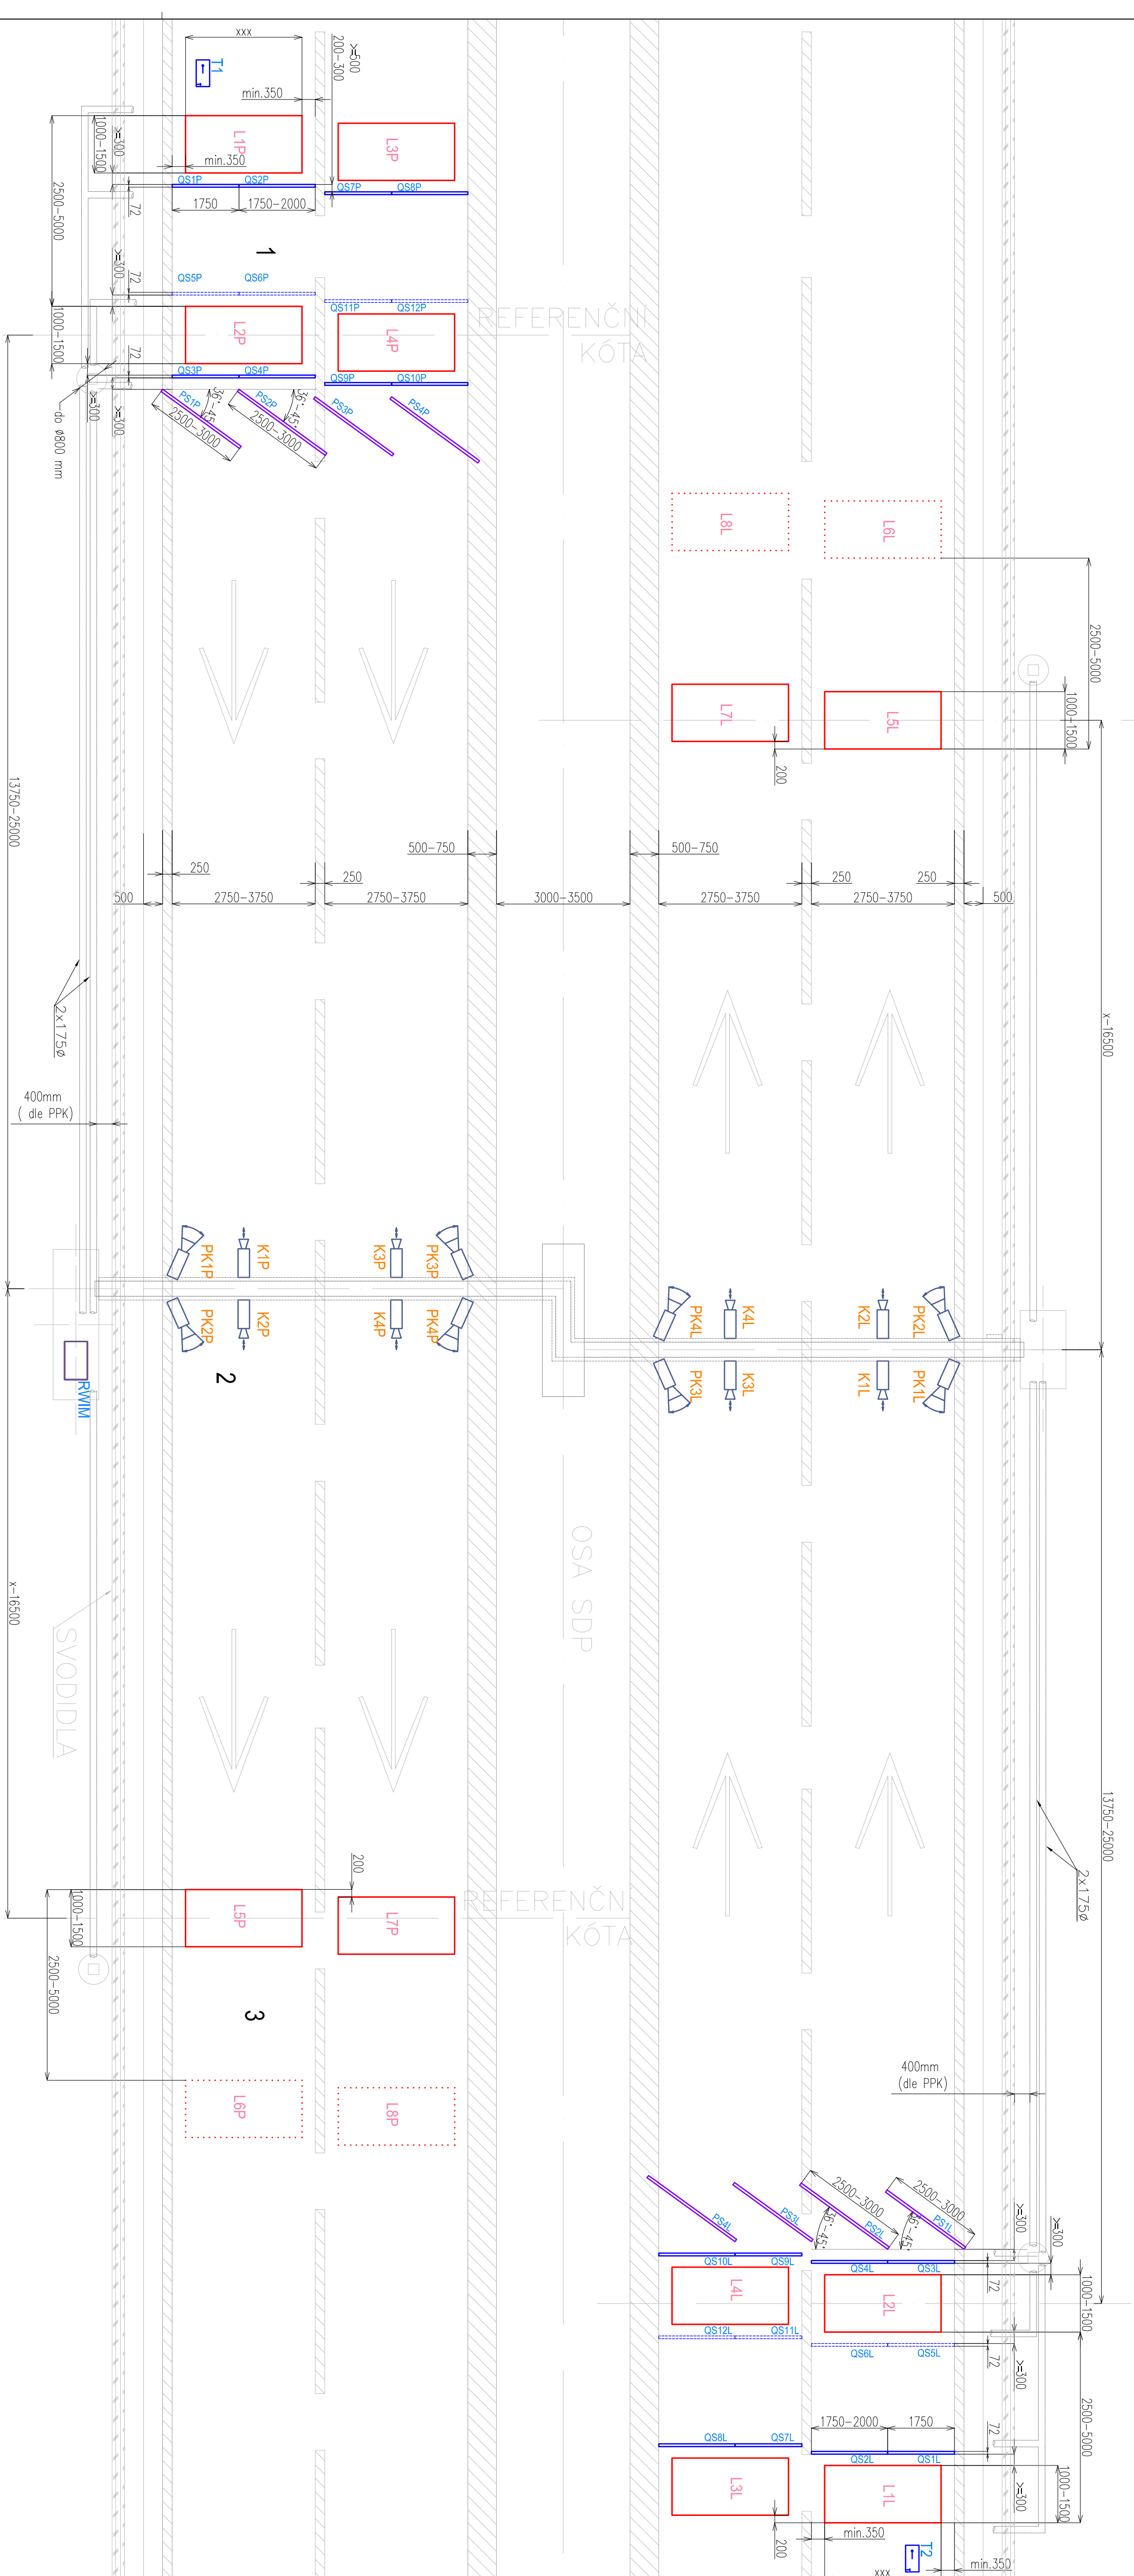 xxx
>=500
200-300
T1
min.350
L1P
L3P
1000-1500
>=300
2500-5000
min.350
QS1P
QS2P
QS7P
QS8P
72
1750
1750-2000
1
>=300
72
QS5P
QS6P
QS11P
QS12P
REFERENČNÍ
KÓTA
1000-1500
L2P
L4P
72
QS3P
QS4P
QS9P
QS10P
>=300
>=300
do ø800 mm
PS1P
PS2P
PS3P
PS4P
36°-45°
36°-45°
2500-3000
2500-3000
L8L
L6L
2500-5000
L7L
L5L
1000-1500
200
13750-25000
500-750
500-750
250
250
250
250
500
2750-3750
2750-3750
3000-3500
2750-3750
2750-3750
500
x-16500
2x175ø
400mm
( dle PPK)
PK1P
K1P
K3P
PK3P
PK4L
K4L
K2L
PK2L
PK2P
K2P
K4P
PK4P
PK3L
K3L
K1L
PK1L
2
RWIM
OSA SDP
x-16500
SVODIDLA
13750-25000
2x175ø
200
REFERENČNÍ
KÓTA
L5P
L7P
1000-1500
2500-5000
3
L6P
L8P
400mm
(dle PPK)
2500-3000
2500-3000
PS4L
PS3L
PS2L
PS1L
36°-45°
36°-45°
>=300
>=300
QS10L
QS9L
QS4L
QS3L
72
1000-1500
L4L
L2L
QS12L
QS11L
QS6L
QS5L
72
>=300
2500-5000
1750-2000
1750
72
QS8L
QS7L
QS2L
QS1L
1000-1500
>=300
L3L
L1L
200
min.350
T2
min.350
xxx